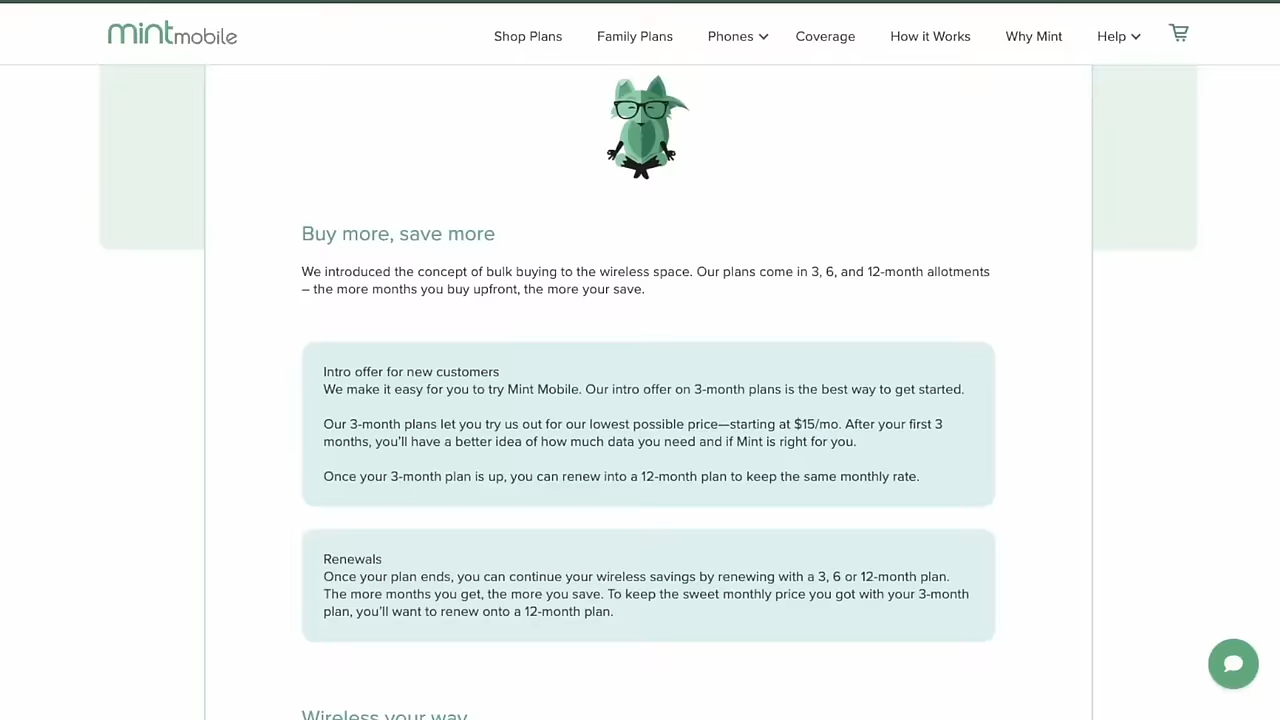 mintmobile
Shop Plans
Family Plans
Phones
Coverage
How it Works
Why Mint
Help
Buy more, save more
We introduced the concept of bulk buying to the wireless space. Our plans come in 3, 6, and 12-month allotments
– the more months you buy upfront, the more your save.
Intro offer for new customers
We make it easy for you to try Mint Mobile. Our intro offer on 3-month plans is the best way to get started.
Our 3-month plans let you try us out for our lowest possible price—starting at $15/mo. After your first 3
months, you’ll have a better idea of how much data you need and if Mint is right for you.
Once your 3-month plan is up, you can renew into a 12-month plan to keep the same monthly rate.
Renewals
Once your plan ends, you can continue your wireless savings by renewing with a 3, 6 or 12-month plan.
The more months you get, the more you save. To keep the sweet monthly price you got with your 3-month
plan, you’ll want to renew onto a 12-month plan.
Wireless your way